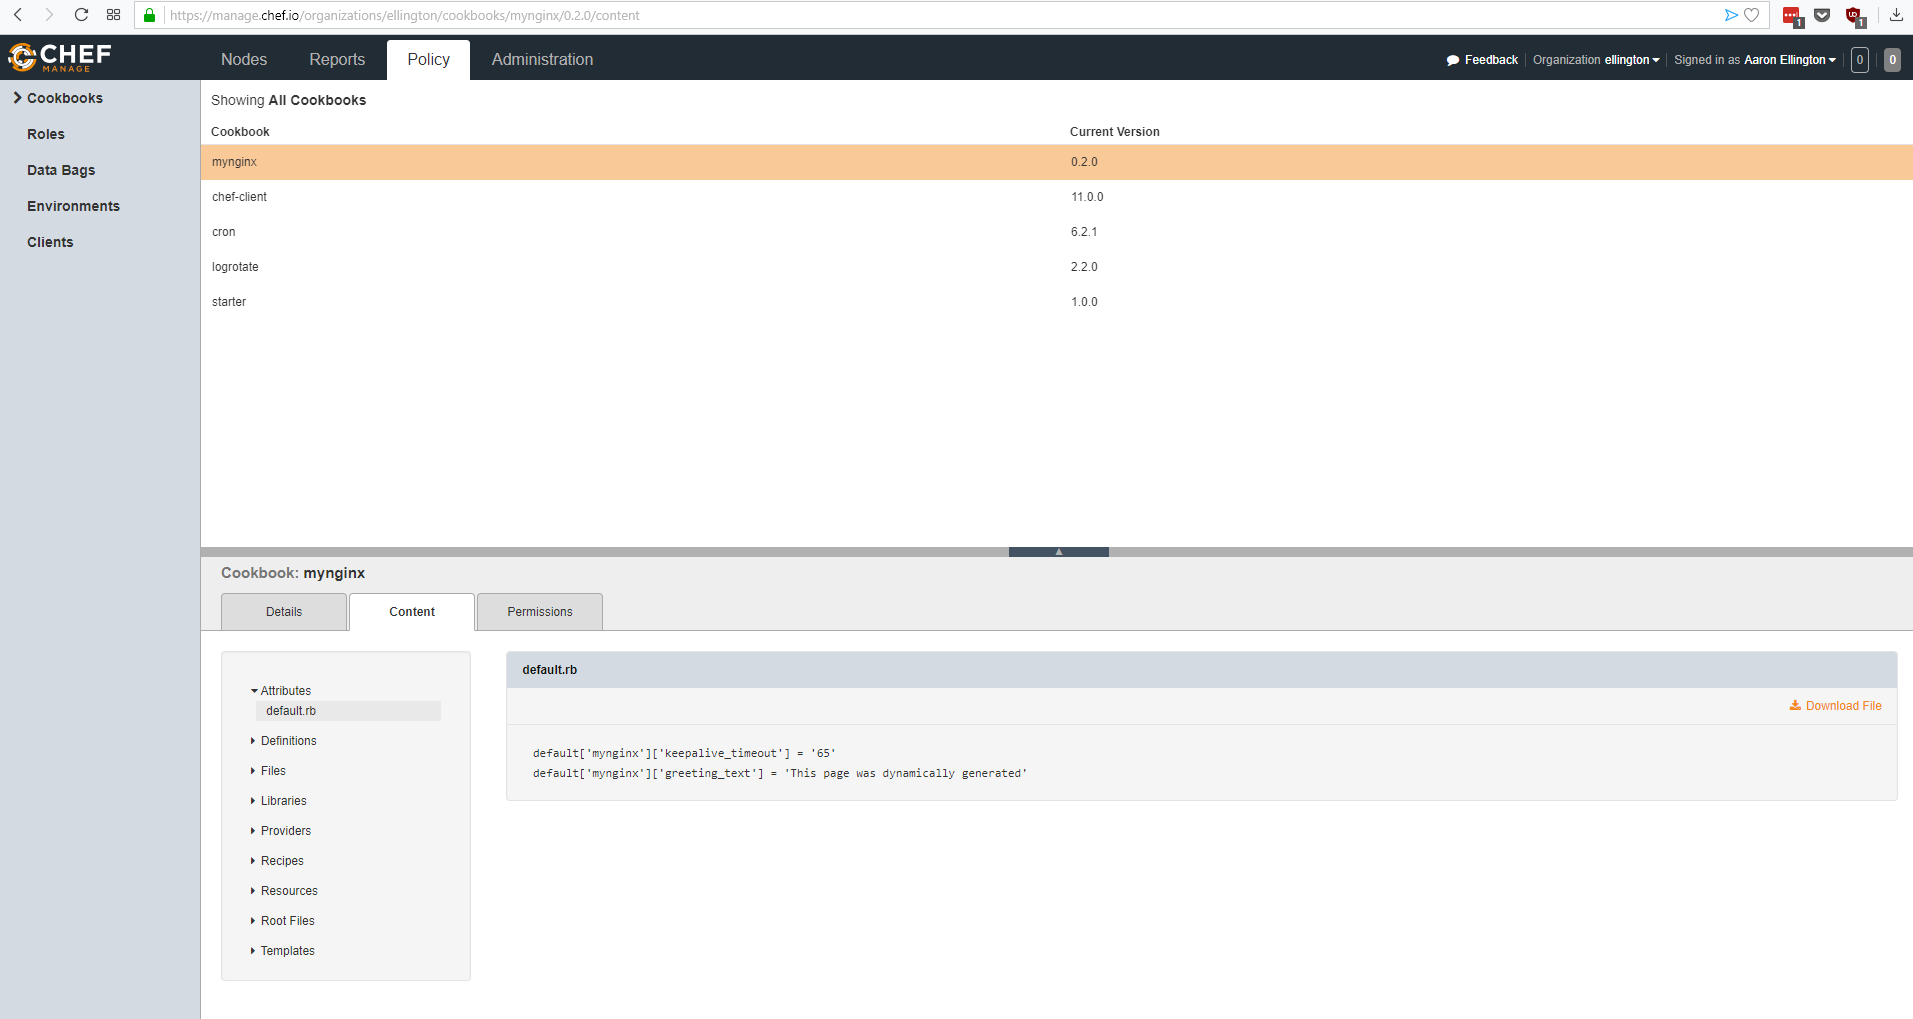 https://manage.chef.io/organizations/ellington/cookbooks/mynginx/0.2.0/content
1
1
CHEF
MANAGE
Nodes
Reports
Policy
Administration
Feedback
Organization ellington
Signed in as Aaron Ellington
0
0
Cookbooks
Roles
Data Bags
Environments
Clients
Showing All Cookbooks
Cookbook Current Version
mynginx 0.2.0
chef-client 11.0.0
cron 6.2.1
logrotate 2.2.0
starter 1.0.0
Cookbook: mynginx
Details
Content
Permissions
Attributes
default.rb
Definitions
Files
Libraries
Providers
Recipes
Resources
Root Files
Templates
default.rb
Download File
default['mynginx']['keepalive_timeout'] = '65'
default['mynginx']['greeting_text'] = 'This page was dynamically generated'